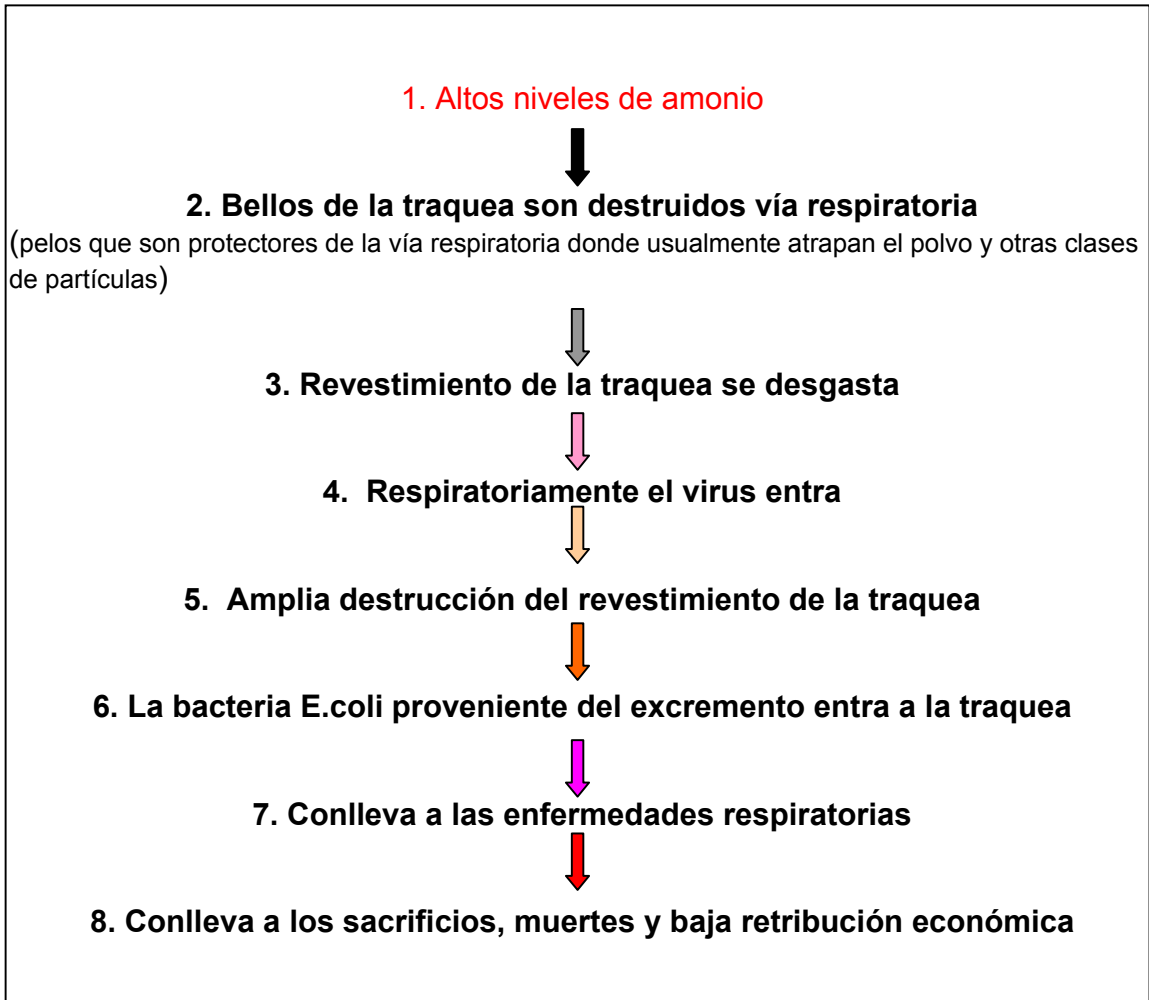 1. Altos niveles de amonio
2. Bellos de la traquea son destruidos vía respiratoria
(pelos que son protectores de la vía respiratoria donde usualmente atrapan el polvo y otras clases
de partículas)
3. Revestimiento de la traquea se desgasta
4. Respiratoriamente el virus entra
5. Amplia destrucción del revestimiento de la traquea
6. La bacteria E.coli proveniente del excremento entra a la traquea
7. Conlleva a las enfermedades respiratorias
8. Conlleva a los sacrificios, muertes y baja retribución económica